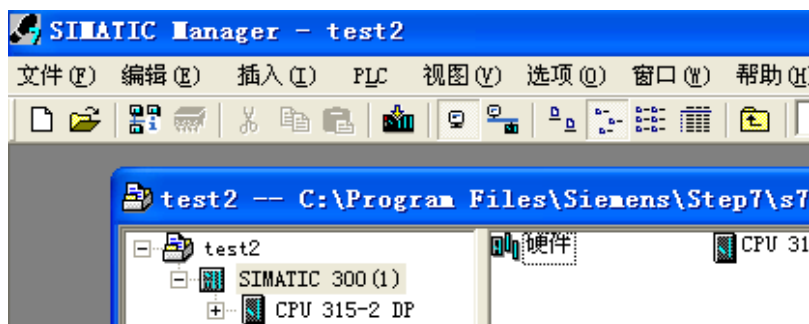 SIMATIC Manager - test2
文件(F) 编辑(E) 插入(I) PLC 视图(V) 选项(O) 窗口(W) 帮助(H
test2 -- C:\Program Files\Siemens\Step7\s7
test2 硬件 CPU 31
SIMATIC 300(1)
CPU 315-2 DP